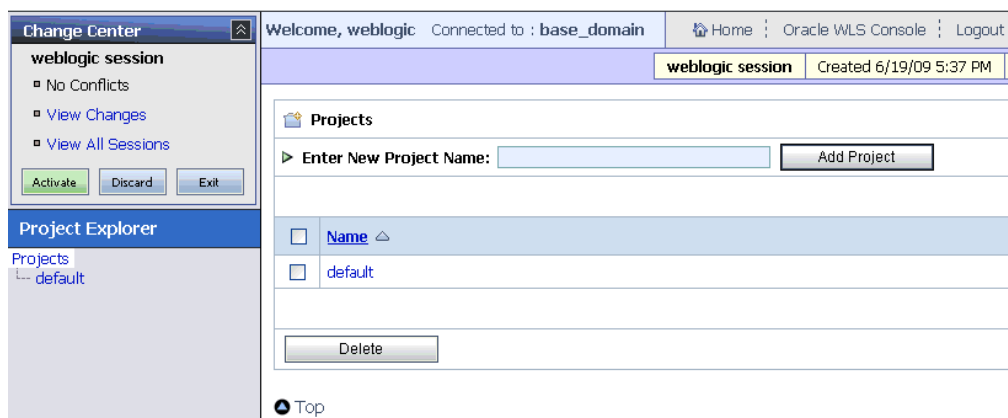 Change Center
weblogic session
No Conflicts
View Changes
View All Sessions
Activate Discard Exit
Project Explorer
Projects
default
Welcome, weblogic Connected to : base_domain Home Oracle WLS Console Logout
weblogic session Created 6/19/09 5:37 PM
Projects
Enter New Project Name: Add Project
Name
default
Delete
Top